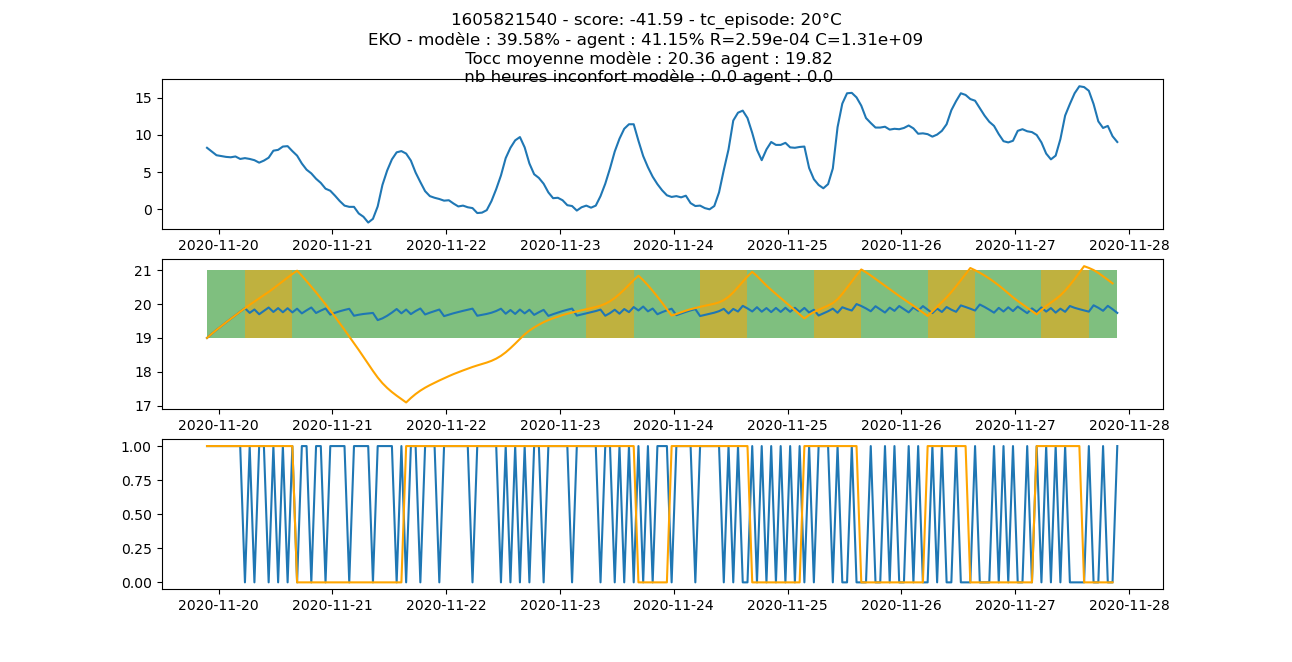 1605821540 - score: -41.59 - tc_episode: 20°C
EKO - modèle : 39.58% - agent : 41.15% R=2.59e-04 C=1.31e+09
Tocc moyenne modèle : 20.36 agent : 19.82
nb heures inconfort modèle : 0.0 agent : 0.0
15
10
5
0
2020-11-20 2020-11-21 2020-11-22 2020-11-23 2020-11-24 2020-11-25 2020-11-26 2020-11-27 2020-11-28
21
20
19
18
17
2020-11-20 2020-11-21 2020-11-22 2020-11-23 2020-11-24 2020-11-25 2020-11-26 2020-11-27 2020-11-28
1.00
0.75
0.50
0.25
0.00
2020-11-20 2020-11-21 2020-11-22 2020-11-23 2020-11-24 2020-11-25 2020-11-26 2020-11-27 2020-11-28